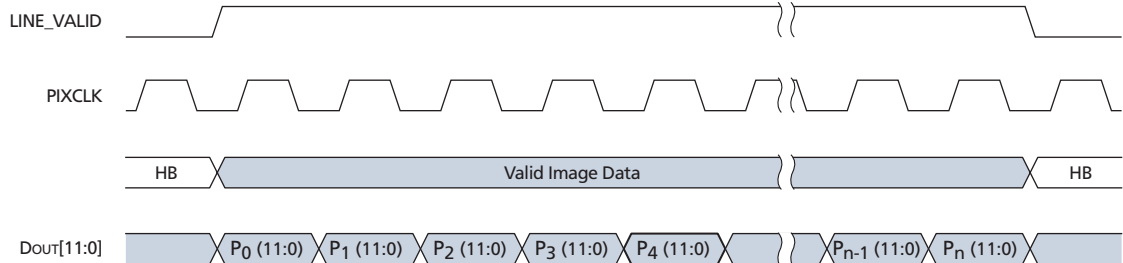 LINE_VALID
PIXCLK
HB Valid Image Data HB
DOUT[11:0] P0 (11:0) P1 (11:0) P2 (11:0) P3 (11:0) P4 (11:0) Pn-1 (11:0) Pn (11:0)